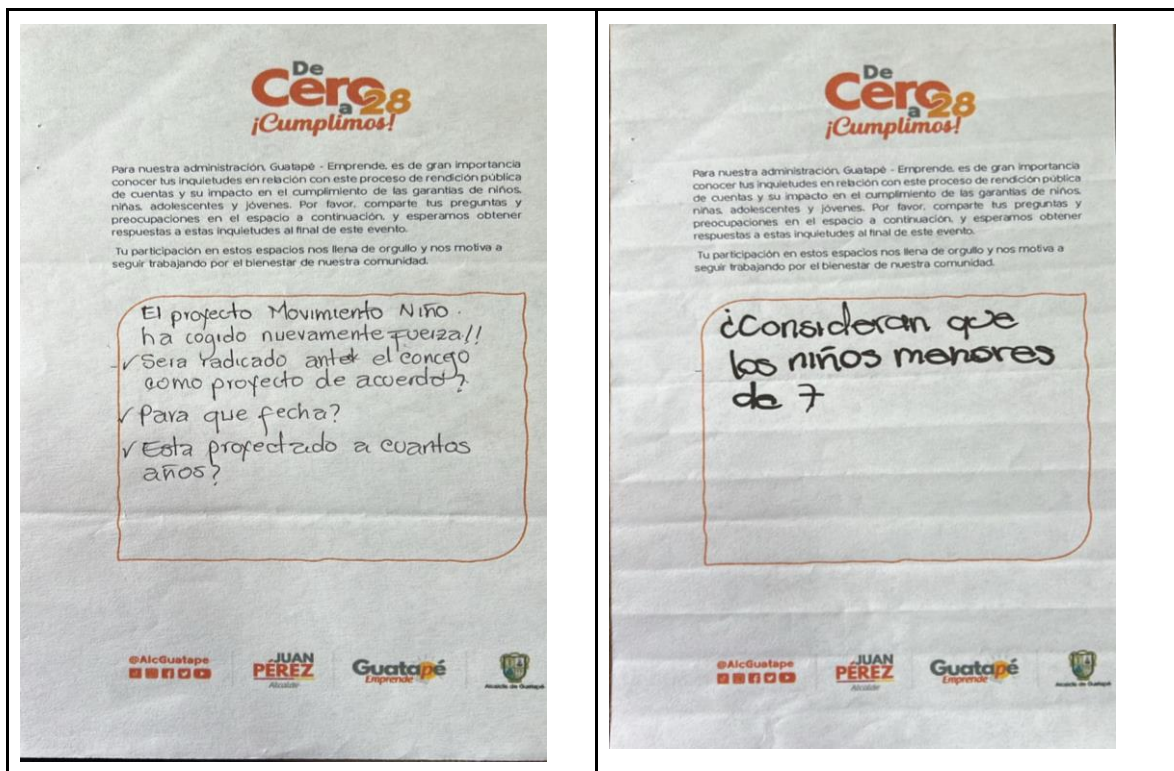 De
Cero
a 28
¡Cumplimos!
Para nuestra administración, Guatapé - Emprende, es de gran importancia
conocer tus inquietudes en relación con este proceso de rendición pública
de cuentas y su impacto en el cumplimiento de las garantías de niños,
niñas, adolescentes y jóvenes. Por favor, comparte tus preguntas y
preocupaciones en el espacio a continuación, y esperamos obtener
respuestas a estas inquietudes al final de este evento.
Tu participación en estos espacios nos llena de orgullo y nos motiva a
seguir trabajando por el bienestar de nuestra comunidad.
El proyecto Movimiento Niño.
ha cogido nuevamente fuerza!!
✓ Sera radicado ante el concejo
como proyecto de acuerdo?
✓ Para que fecha?
✓ Esta proyectado a cuantos
años?
@AlcGuatape
JUAN
PÉREZ
Alcalde
Guatapé
Emprende
Alcaldía de Guatapé
De
Cero
a 28
¡Cumplimos!
Para nuestra administración, Guatapé - Emprende, es de gran importancia
conocer tus inquietudes en relación con este proceso de rendición pública
de cuentas y su impacto en el cumplimiento de las garantías de niños,
niñas, adolescentes y jóvenes. Por favor, comparte tus preguntas y
preocupaciones en el espacio a continuación, y esperamos obtener
respuestas a estas inquietudes al final de este evento.
Tu participación en estos espacios nos llena de orgullo y nos motiva a
seguir trabajando por el bienestar de nuestra comunidad.
¿Consideran que
los niños menores
de 7
@AlcGuatape
JUAN
PÉREZ
Alcalde
Guatapé
Emprende
Alcaldía de Guatapé